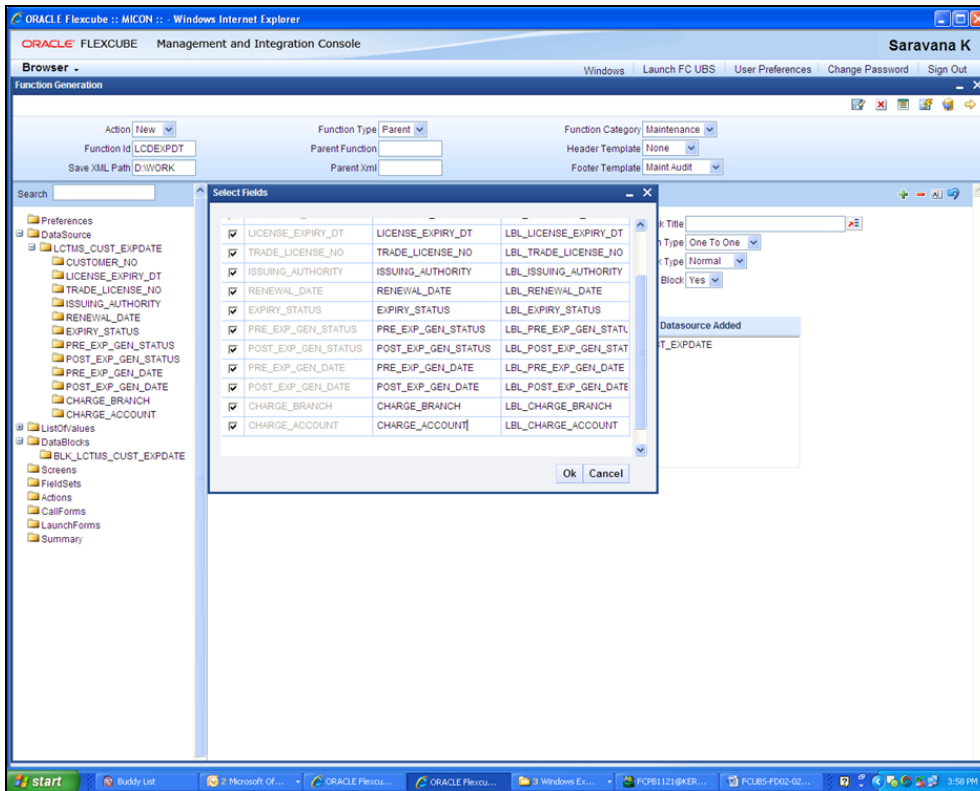 ORACLE Flexcube :: MICON :: - Windows Internet Explorer
ORACLE FLEXCUBE Management and Integration Console
Saravana K
Browser
Windows Launch FC UBS User Preferences Change Password Sign Out
Function Generation
Action New Function Type Parent Function Category Maintenance
Function Id LCDEXPDT Parent Function Header Template None
Save XML Path D:\WORK Parent Xml Footer Template Maint Audit
Search
Preferences
DataSource
LCTMS_CUST_EXPDATE
CUSTOMER_NO
LICENSE_EXPIRY_DT
TRADE_LICENSE_NO
ISSUING_AUTHORITY
RENEWAL_DATE
EXPIRY_STATUS
PRE_EXP_GEN_STATUS
POST_EXP_GEN_STATUS
PRE_EXP_GEN_DATE
POST_EXP_GEN_DATE
CHARGE_BRANCH
CHARGE_ACCOUNT
ListOfValues
DataBlocks
BLK_LCTMS_CUST_EXPDATE
Screens
FieldSets
Actions
CallForms
LaunchForms
Summary
Select Fields
LICENSE_EXPIRY_DT LICENSE_EXPIRY_DT LBL_LICENSE_EXPIRY_DT
TRADE_LICENSE_NO TRADE_LICENSE_NO LBL_TRADE_LICENSE_NO
ISSUING_AUTHORITY ISSUING_AUTHORITY LBL_ISSUING_AUTHORITY
RENEWAL_DATE RENEWAL_DATE LBL_RENEWAL_DATE
EXPIRY_STATUS EXPIRY_STATUS LBL_EXPIRY_STATUS
PRE_EXP_GEN_STATUS PRE_EXP_GEN_STATUS LBL_PRE_EXP_GEN_STATU
POST_EXP_GEN_STATUS POST_EXP_GEN_STATUS LBL_POST_EXP_GEN_STAT
PRE_EXP_GEN_DATE PRE_EXP_GEN_DATE LBL_PRE_EXP_GEN_DATE
POST_EXP_GEN_DATE POST_EXP_GEN_DATE LBL_POST_EXP_GEN_DATE
CHARGE_BRANCH CHARGE_BRANCH LBL_CHARGE_BRANCH
CHARGE_ACCOUNT CHARGE_ACCOUNT LBL_CHARGE_ACCOUNT
Ok Cancel
k Title
n Type One To One
k Type Normal
Block Yes
Datasource Added
ST_EXPDATE
start Buddy List 2 Microsoft Of... ORACLE Flexcu... ORACLE Flexcu... 3 Windows Ex... FCPB1121@KER... FCUBS-FD02-02... 3:58 PM